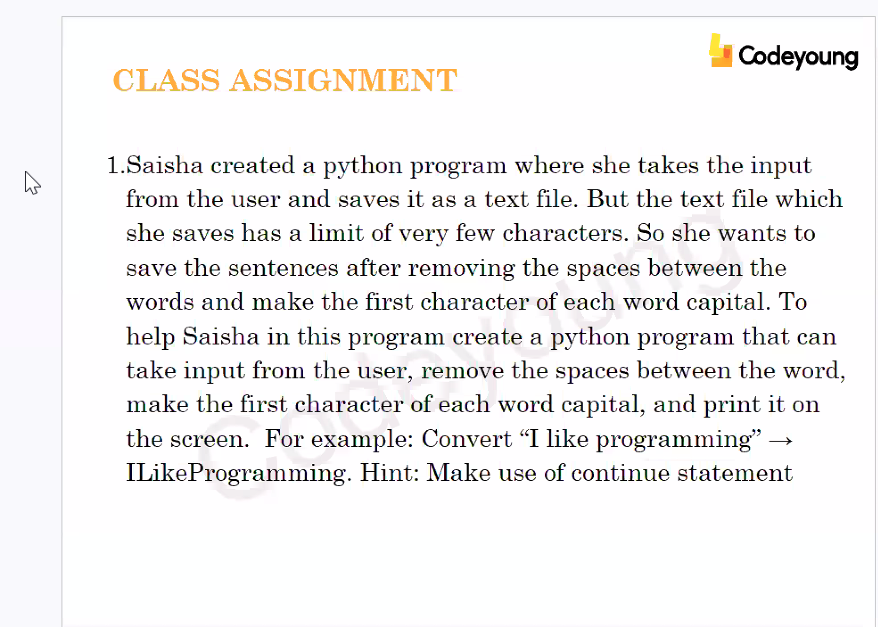 Codeyoung
CLASS ASSIGNMENT
1.Saisha created a python program where she takes the input
from the user and saves it as a text file. But the text file which
she saves has a limit of very few characters. So she wants to
save the sentences after removing the spaces between the
words and make the first character of each word capital. To
help Saisha in this program create a python program that can
take input from the user, remove the spaces between the word,
make the first character of each word capital, and print it on
the screen.  For example: Convert “I like programming” →
ILikeProgramming. Hint: Make use of continue statement
Codeyoung